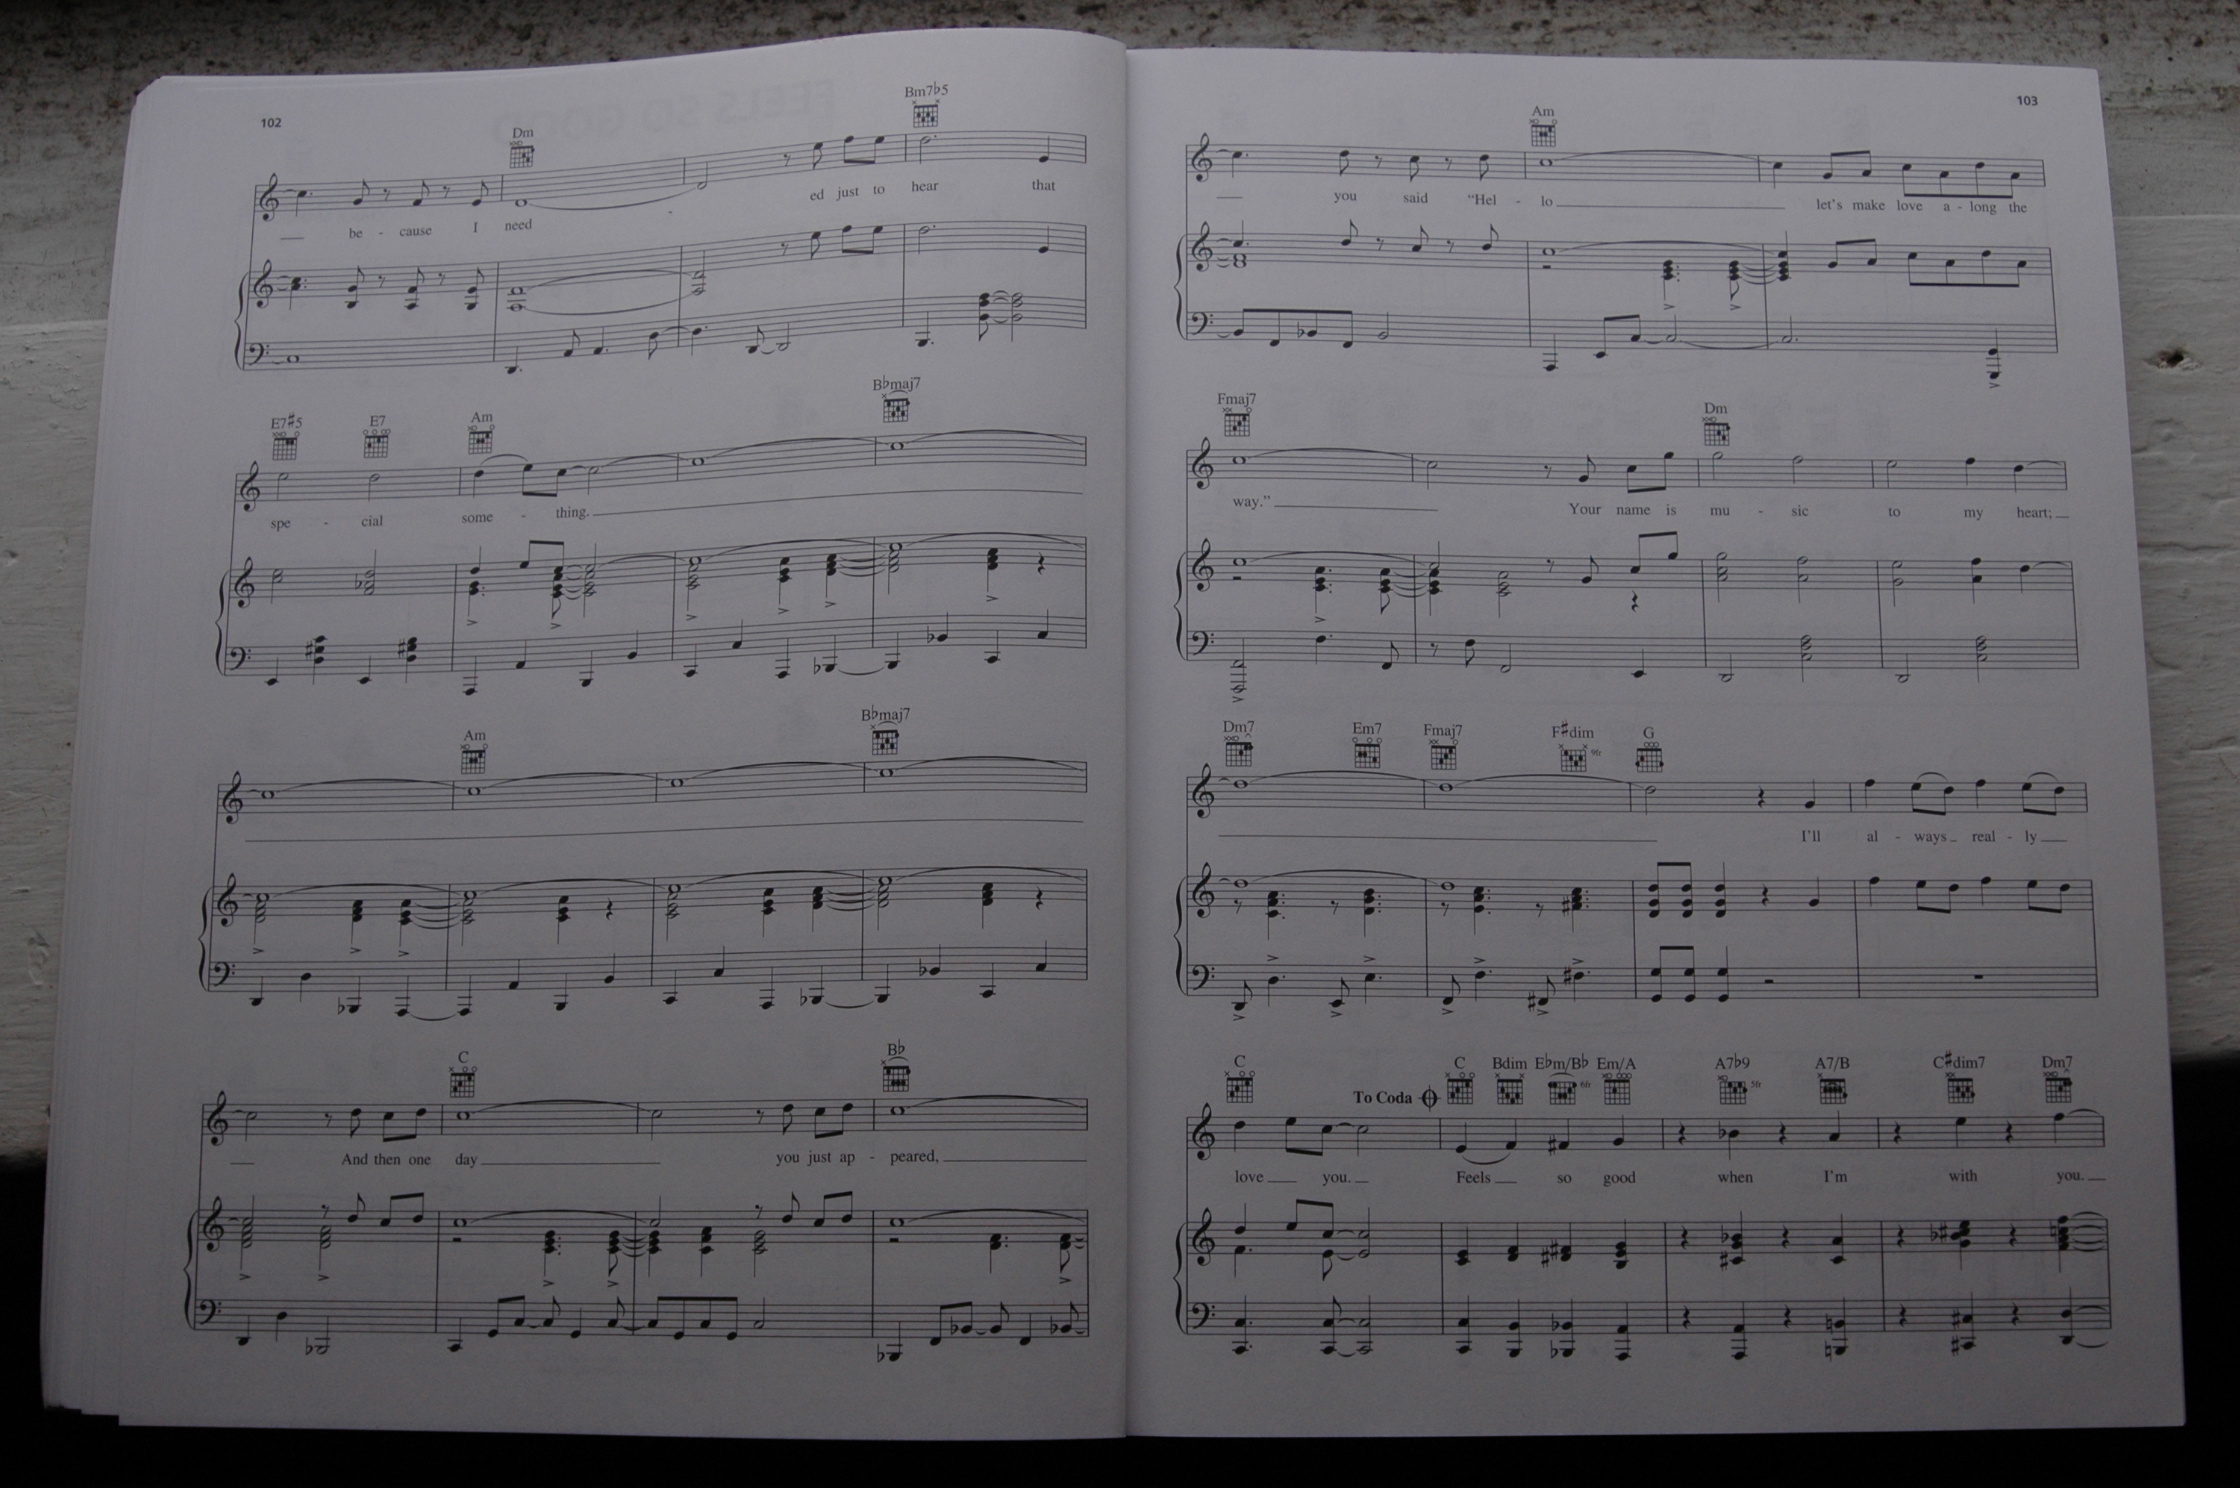 102
Dm
Bm7♭5
be - cause I need ed just to hear that
E7♯5 E7 Am B♭maj7
spe - cial some - thing.
Am B♭maj7
C B♭
And then one day you just ap - peared,
103
Am
you said “Hel - lo let's make love a - long the
Fmaj7 Dm
way.” Your name is mu - sic to my heart;
Dm7 Em7 Fmaj7 F♯dim G
9fr
I'll al - ways real - ly
C To Coda C Bdim E♭m/B♭ Em/A A7♭9 A7/B C♯dim7 Dm7
6fr 5fr
love you. Feels so good when I'm with you.